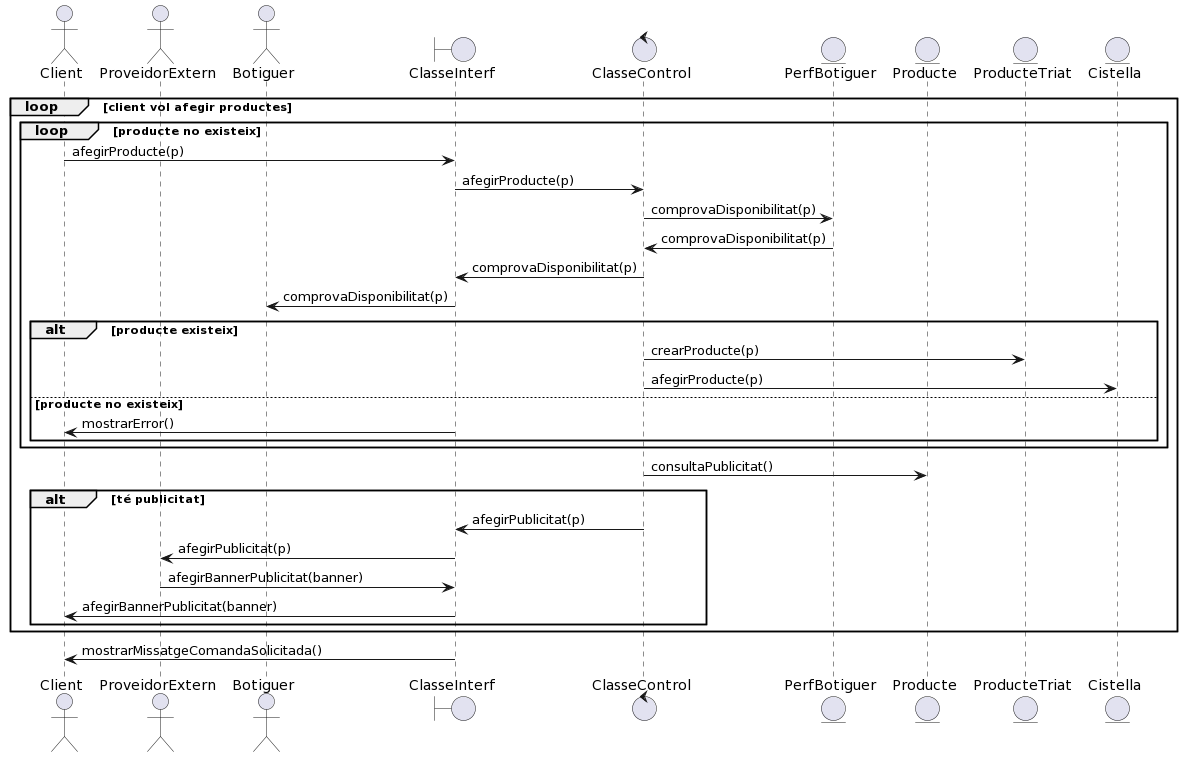 Client ProveidorExtern Botiguer ClasseInterf ClasseControl PerfBotiguer Producte ProducteTriat Cistella
loop [client vol afegir productes]
loop [producte no existeix]
afegirProducte(p)
afegirProducte(p)
comprovaDisponibilitat(p)
comprovaDisponibilitat(p)
comprovaDisponibilitat(p)
comprovaDisponibilitat(p)
alt [producte existeix]
crearProducte(p)
afegirProducte(p)
[producte no existeix]
mostrarError()
consultaPublicitat()
alt [té publicitat]
afegirPublicitat(p)
afegirPublicitat(p)
afegirBannerPublicitat(banner)
afegirBannerPublicitat(banner)
mostrarMissatgeComandaSolicitada()
Client ProveidorExtern Botiguer ClasseInterf ClasseControl PerfBotiguer Producte ProducteTriat Cistella